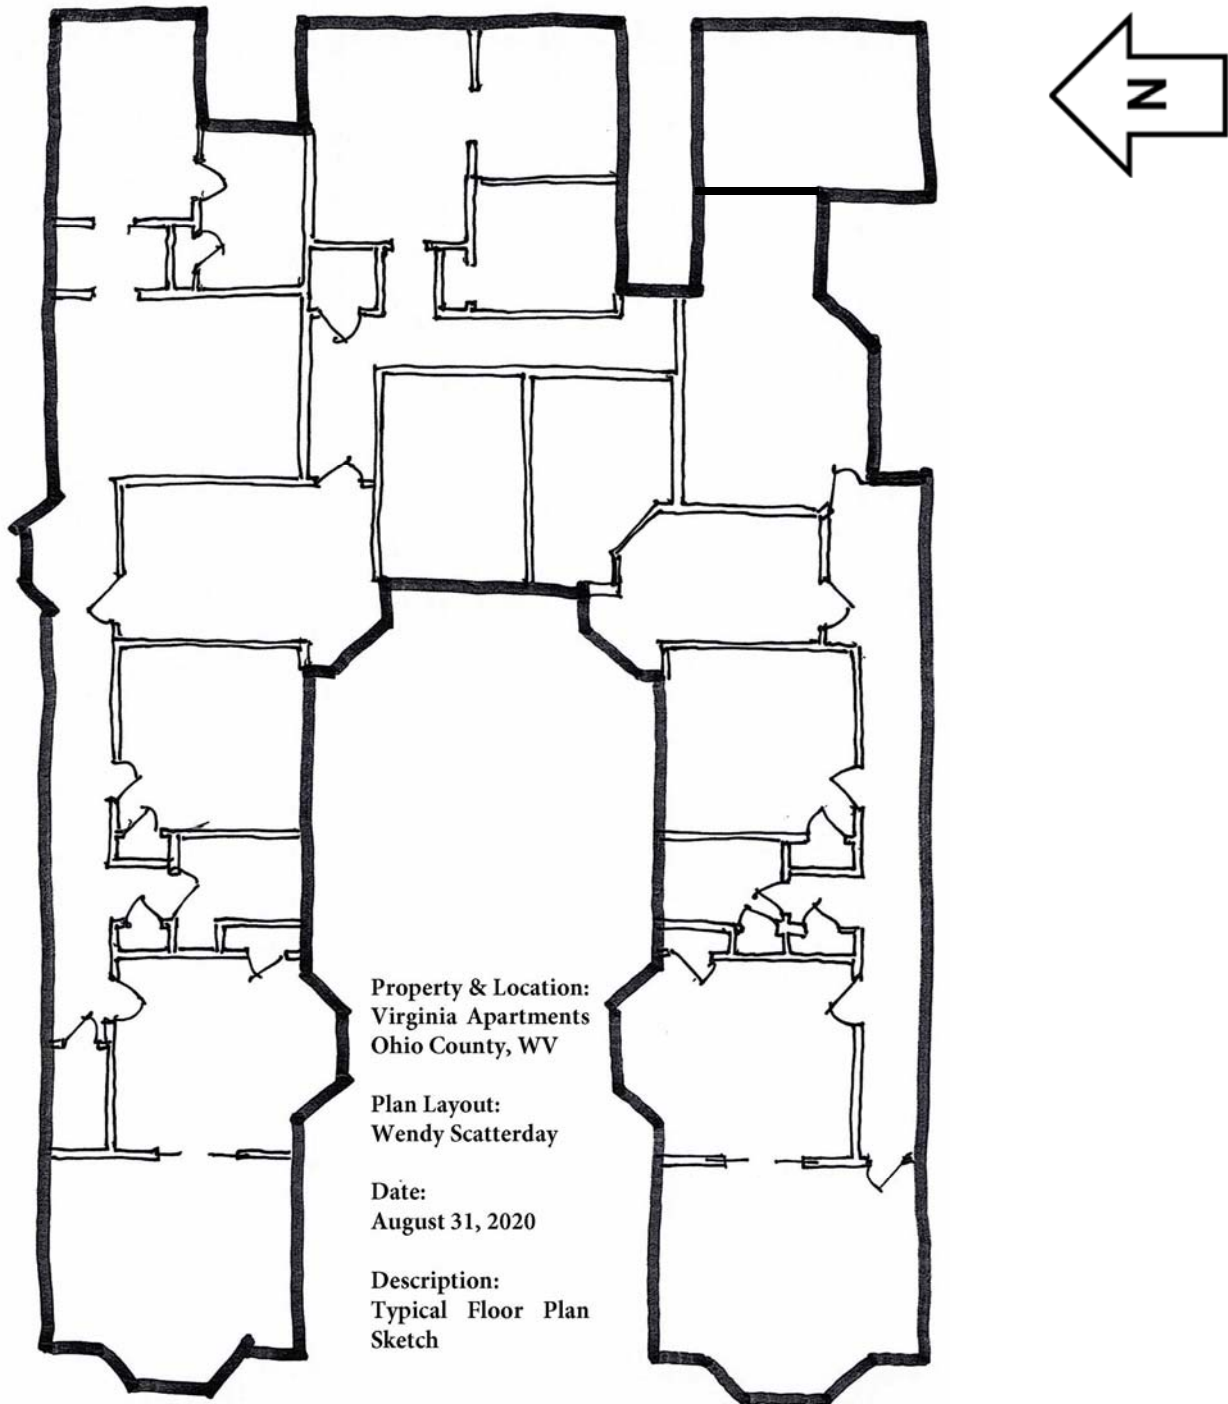 N
Property & Location:
Virginia Apartments
Ohio County, WV
Plan Layout:
Wendy Scatterday
Date:
August 31, 2020
Description:
Typical Floor Plan
Sketch